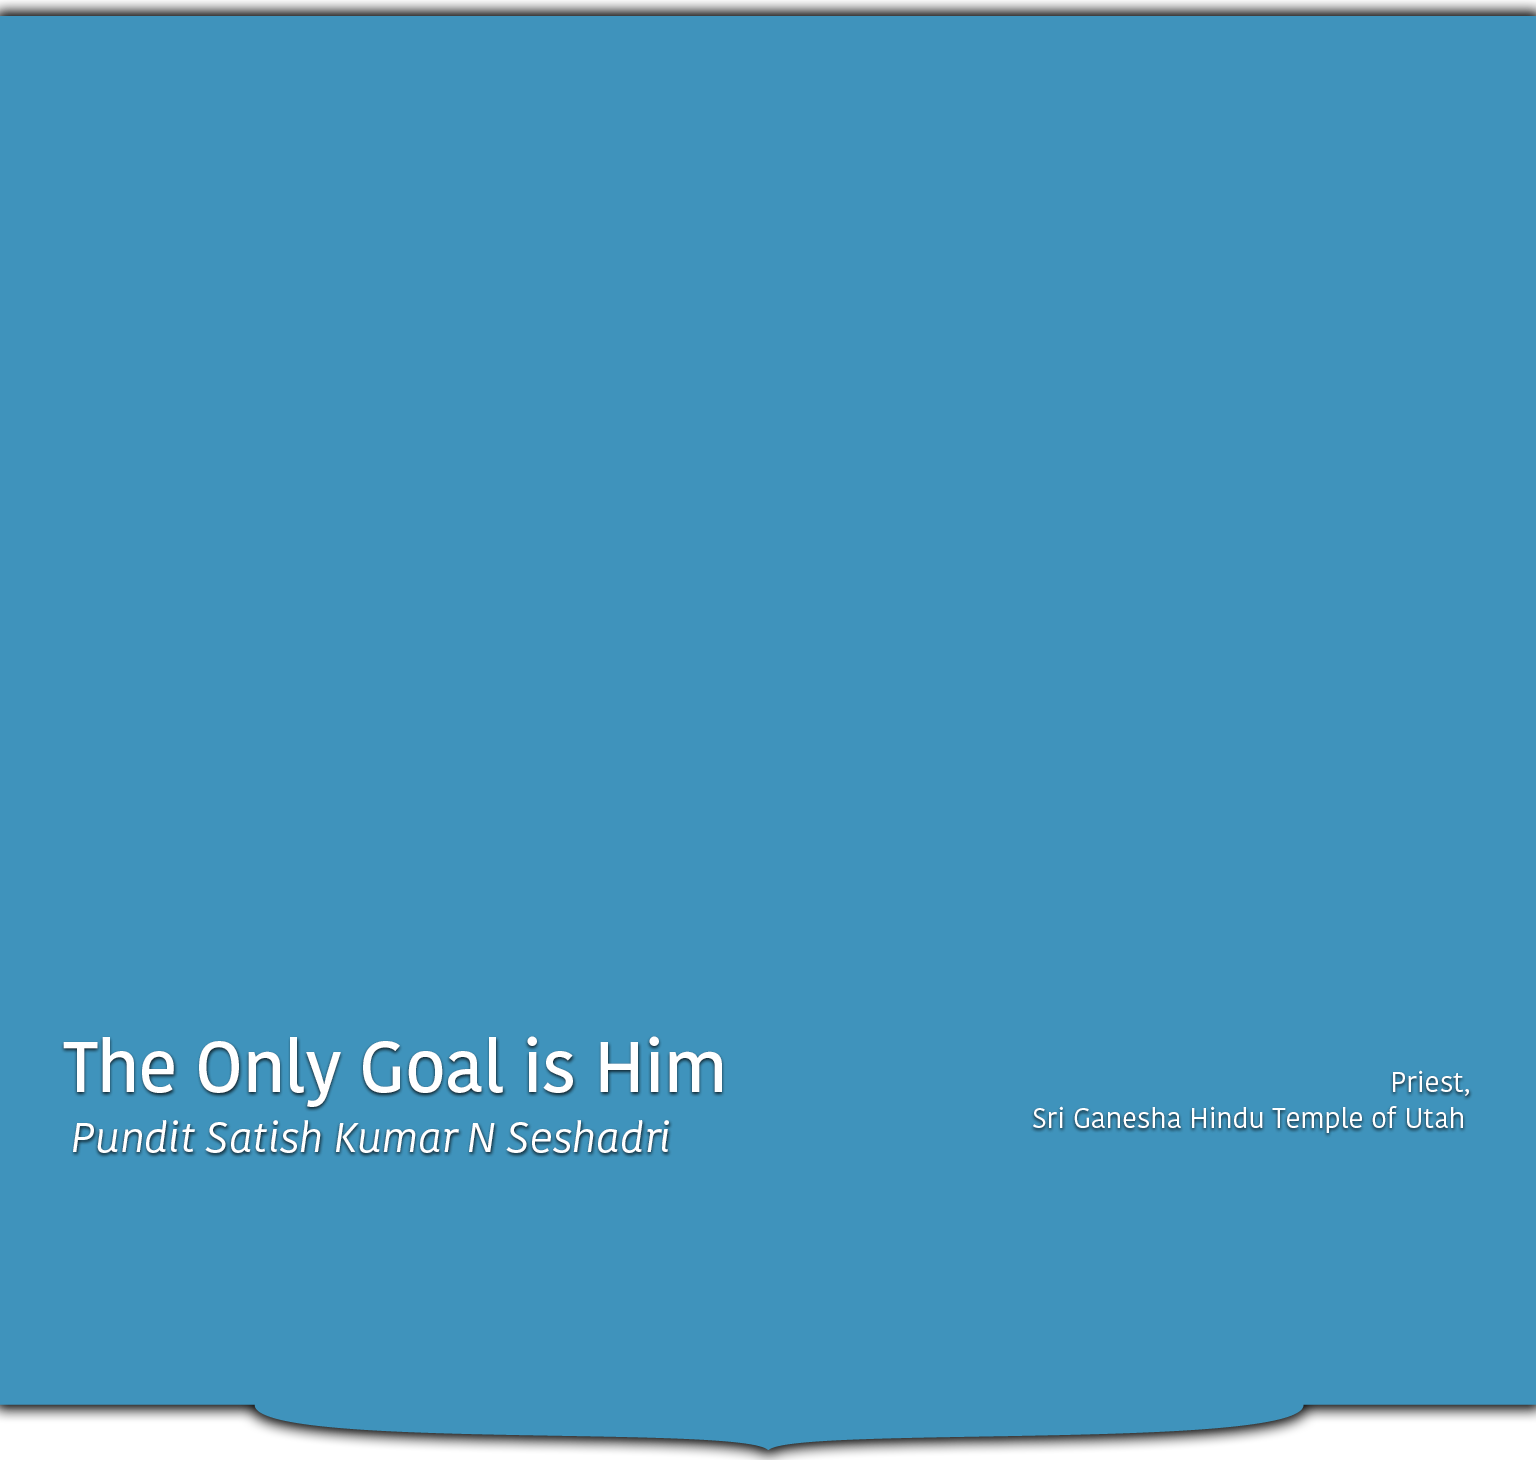 The Only Goal is Him
Pundit Satish Kumar N Seshadri
Priest,
Sri Ganesha Hindu Temple of Utah